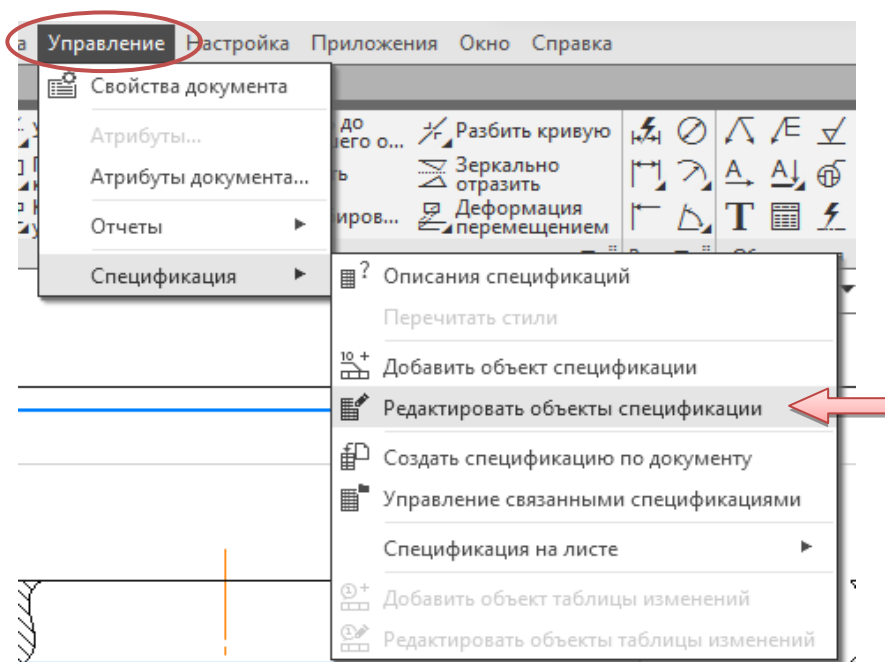 а Управление Настройка Приложения Окно Справка
Свойства документа
Атрибуты...
Атрибуты документа...
Отчеты
Спецификация
до
его о... Разбить кривую
ть Зеркально
отразить
иров... Деформация
перемещением
Описания спецификаций
Перечитать стили
Добавить объект спецификации
Редактировать объекты спецификации
Создать спецификацию по документу
Управление связанными спецификациями
Спецификация на листе
Добавить объект таблицы изменений
Редактировать объекты таблицы изменений